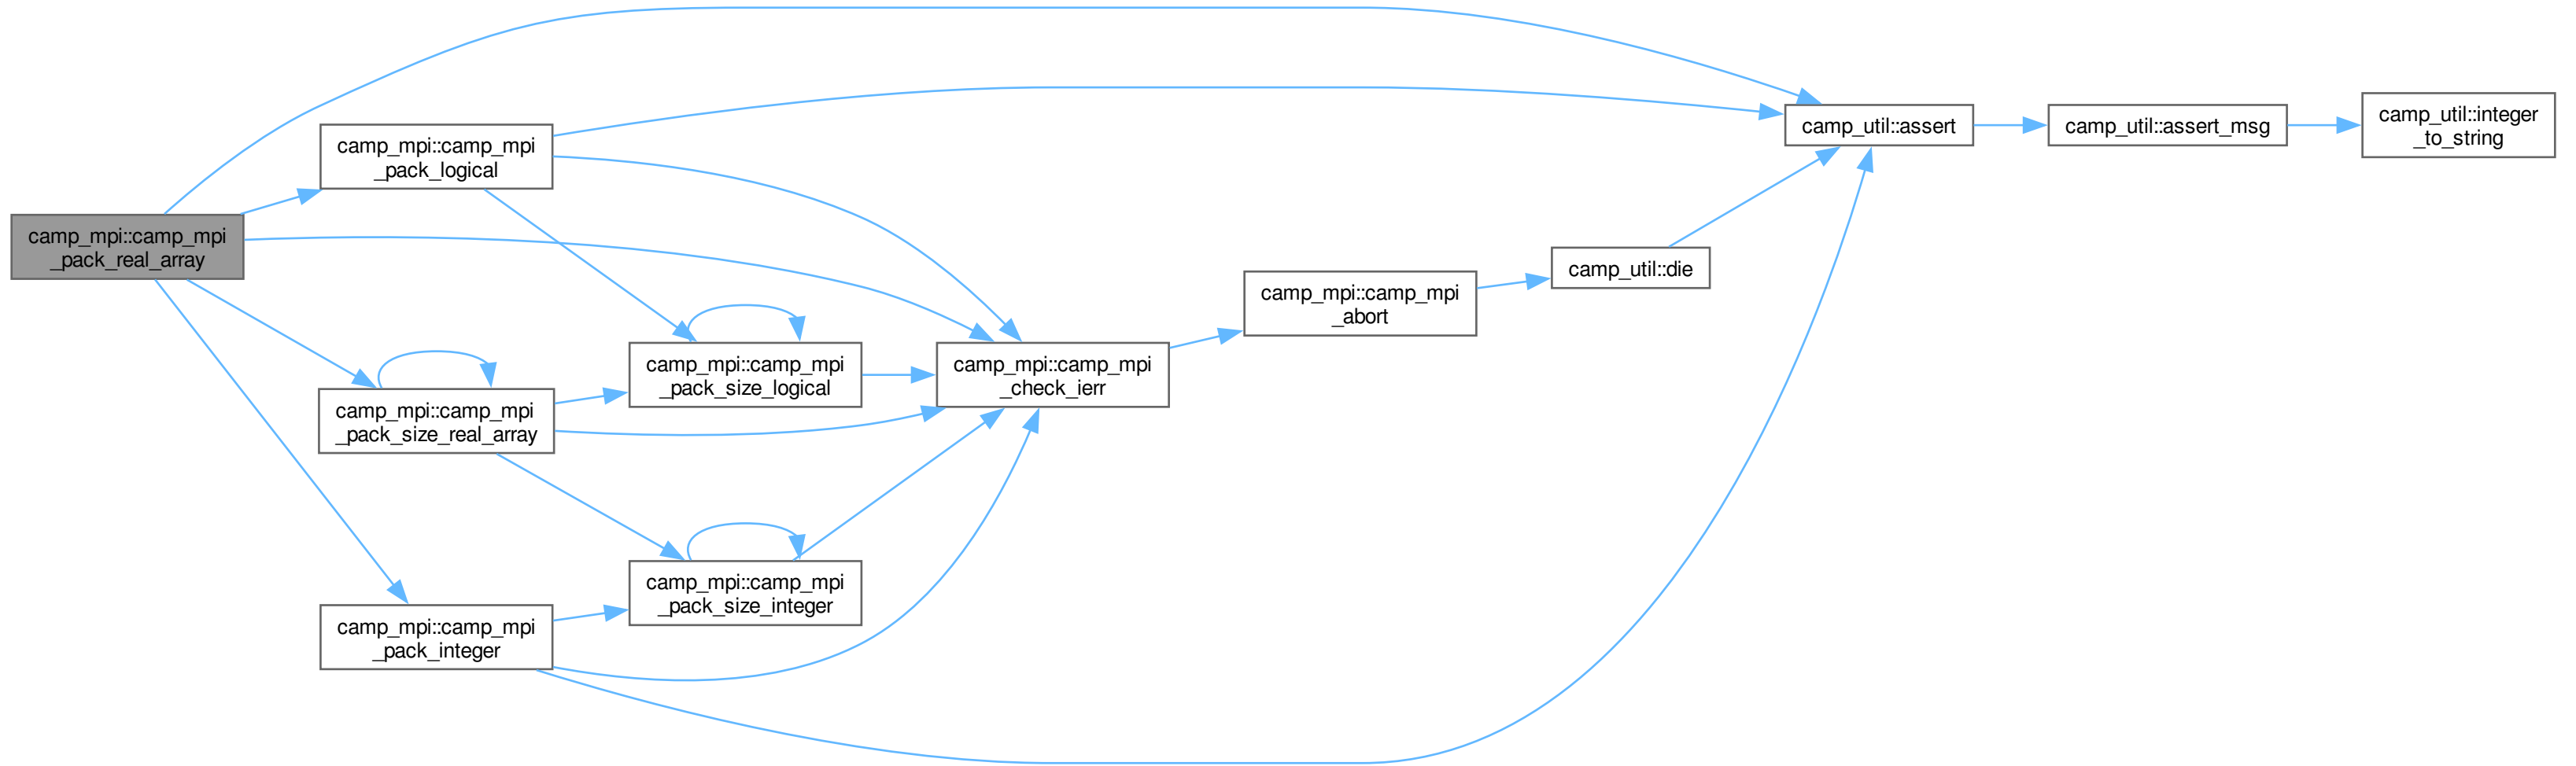 camp_mpi::camp_mpi
_pack_real_array
camp_mpi::camp_mpi
_pack_logical
camp_mpi::camp_mpi
_pack_size_real_array
camp_mpi::camp_mpi
_pack_integer
camp_mpi::camp_mpi
_pack_size_logical
camp_mpi::camp_mpi
_pack_size_integer
camp_mpi::camp_mpi
_check_ierr
camp_mpi::camp_mpi
_abort
camp_util::die
camp_util::assert
camp_util::assert_msg
camp_util::integer
_to_string